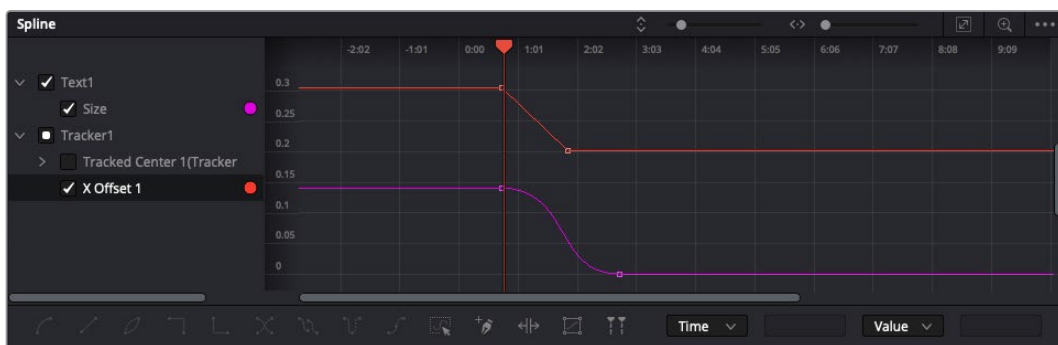 Spline
-2:02 -1:01 0:00 1:01 2:02 3:03 4:04 5:05 6:06 7:07 8:08 9:09
Text1
Size
Tracker1
Tracked Center 1(Tracker
X Offset 1
0.3
0.25
0.2
0.15
0.1
0.05
0
Time
Value